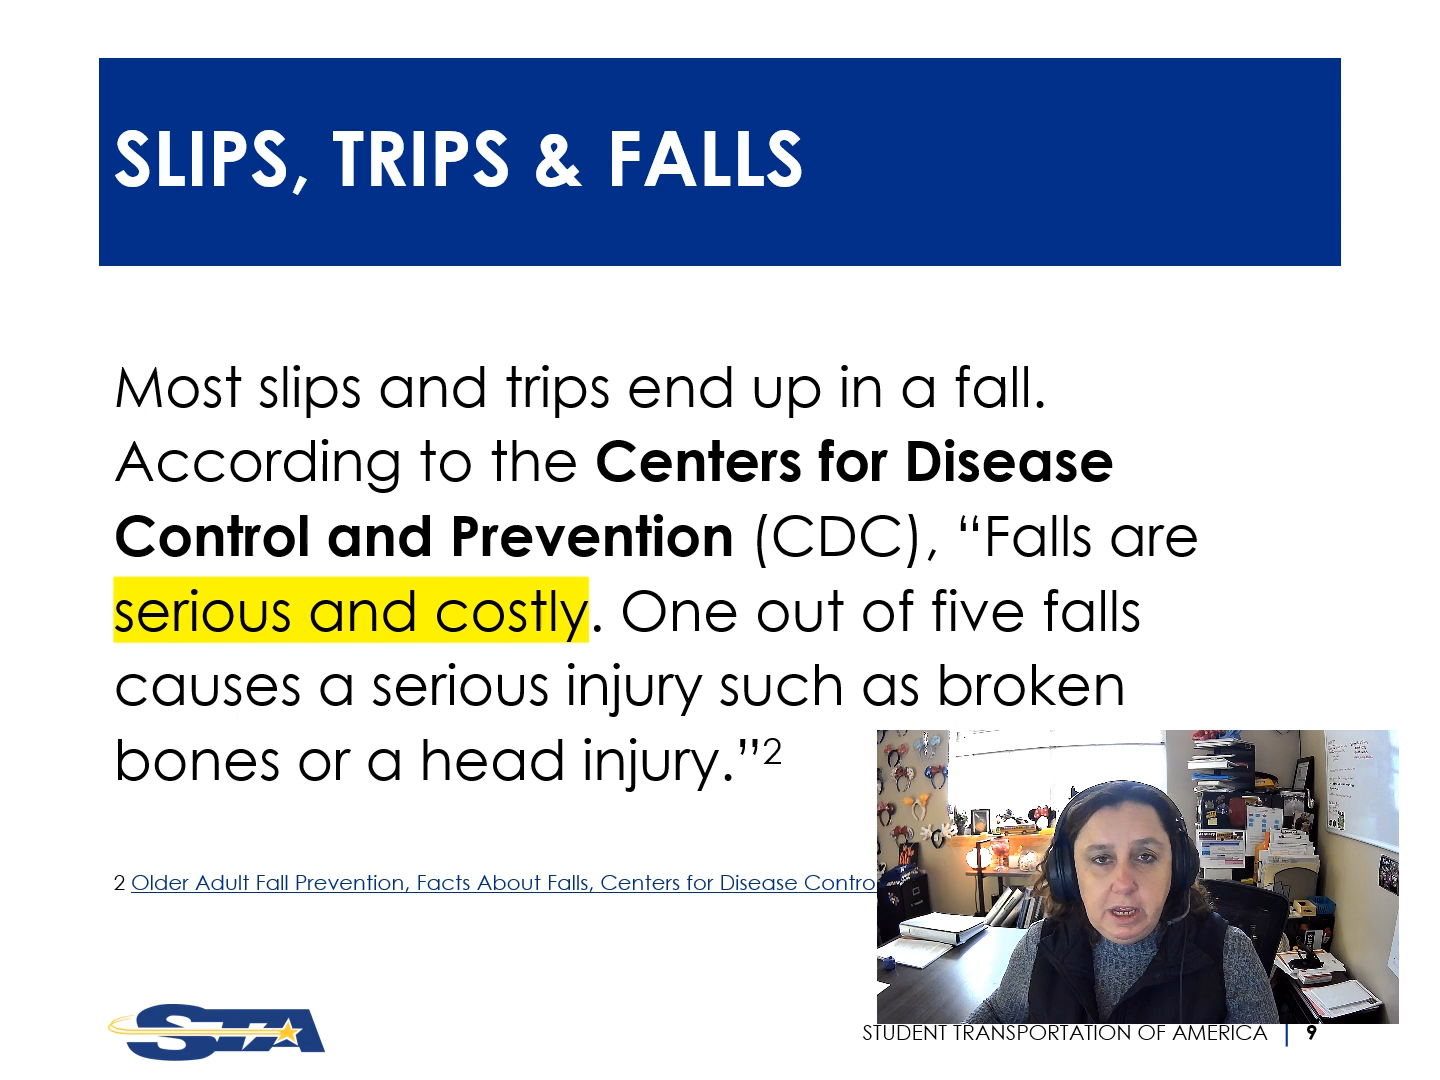 SLIPS, TRIPS & FALLS
Most slips and trips end up in a fall.
According to the Centers for Disease
Control and Prevention (CDC), “Falls are
serious and costly. One out of five falls
causes a serious injury such as broken
bones or a head injury.”2
2 Older Adult Fall Prevention, Facts About Falls, Centers for Disease Contro
STA
STUDENT TRANSPORTATION OF AMERICA | 9